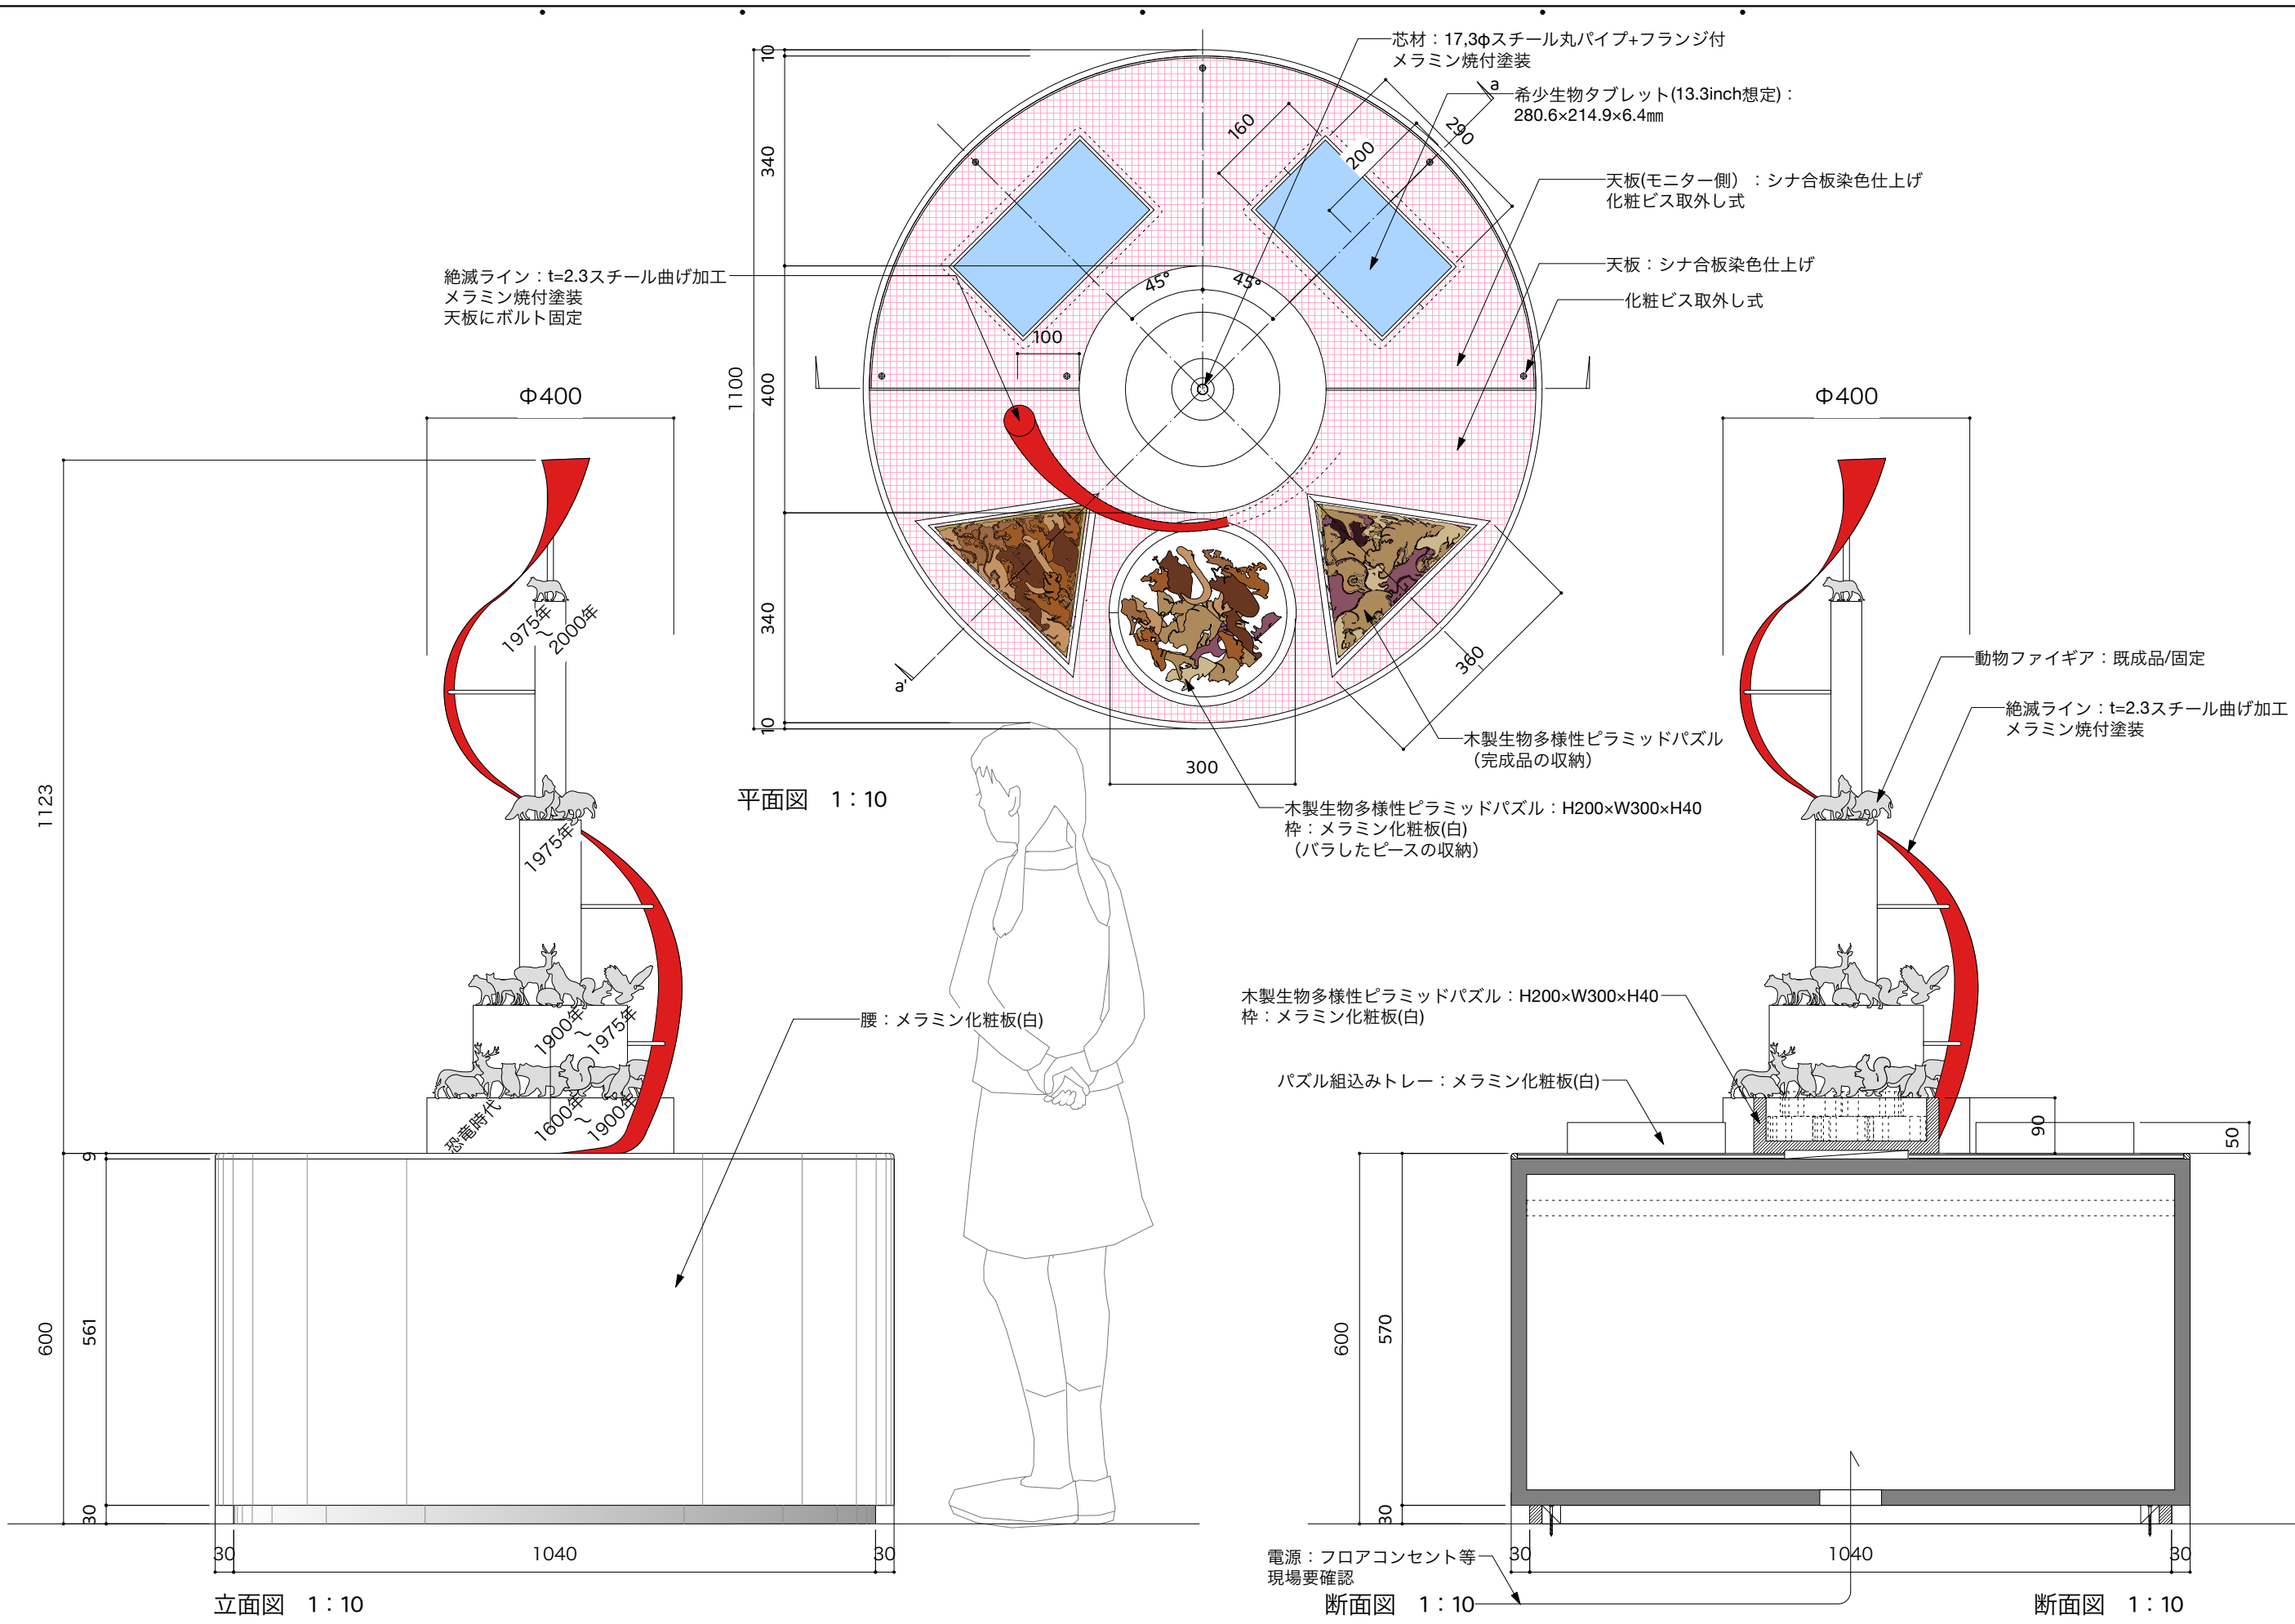 芯材：17,3φスチール丸パイプ+フランジ付
メラミン焼付塗装
a
希少生物タブレット(13.3inch想定)：
280.6×214.9×6.4㎜
10
340
400
340
10
1100
160
200
290
45°
45°
100
天板(モニター側）：シナ合板染色仕上げ
化粧ビス取外し式
天板：シナ合板染色仕上げ
化粧ビス取外し式
絶滅ライン：t=2.3スチール曲げ加工
メラミン焼付塗装
天板にボルト固定
a'
360
300
木製生物多様性ピラミッドパズル
（完成品の収納）
木製生物多様性ピラミッドパズル：H200×W300×H40
枠：メラミン化粧板(白)
（バラしたピースの収納）
平面図　1：10
Φ400
1123
1975年
～
2000年
1975年
1900年
～
1975年
恐竜時代
1600年
～
1900年
腰：メラミン化粧板(白)
9
561
600
30
30
1040
30
立面図　1：10
Φ400
動物ファイギア：既成品/固定
絶滅ライン：t=2.3スチール曲げ加工
メラミン焼付塗装
木製生物多様性ピラミッドパズル：H200×W300×H40
枠：メラミン化粧板(白)
パズル組込みトレー：メラミン化粧板(白)
90
50
600
570
30
30
1040
30
電源：フロアコンセント等
現場要確認
断面図　1：10
断面図　1：10